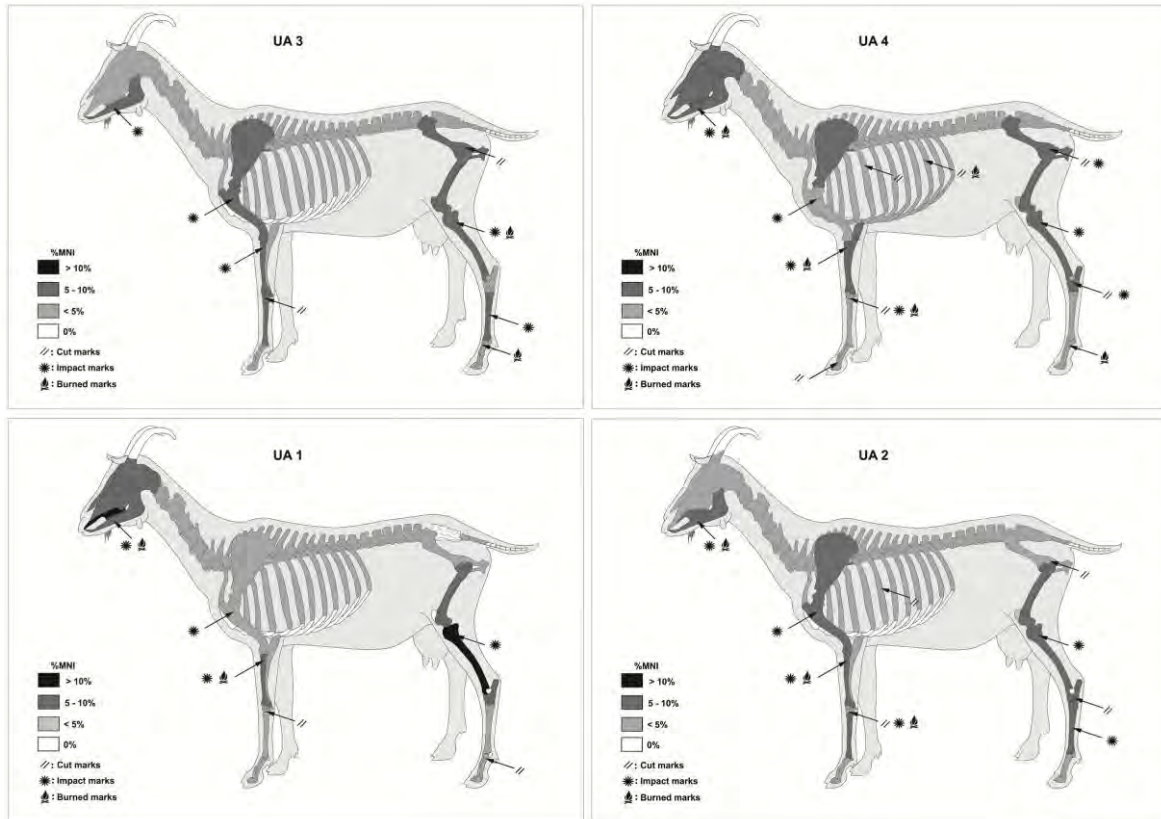 UA 3
%MNI
> 10%
5 - 10%
< 5%
0%
: Cut marks
: Impact marks
: Burned marks
UA 4
%MNI
> 10%
5 - 10%
< 5%
0%
: Cut marks
: Impact marks
: Burned marks
UA 1
%MNI
> 10%
5 - 10%
< 5%
0%
: Cut marks
: Impact marks
: Burned marks
UA 2
%MNI
> 10%
5 - 10%
< 5%
0%
: Cut marks
: Impact marks
: Burned marks